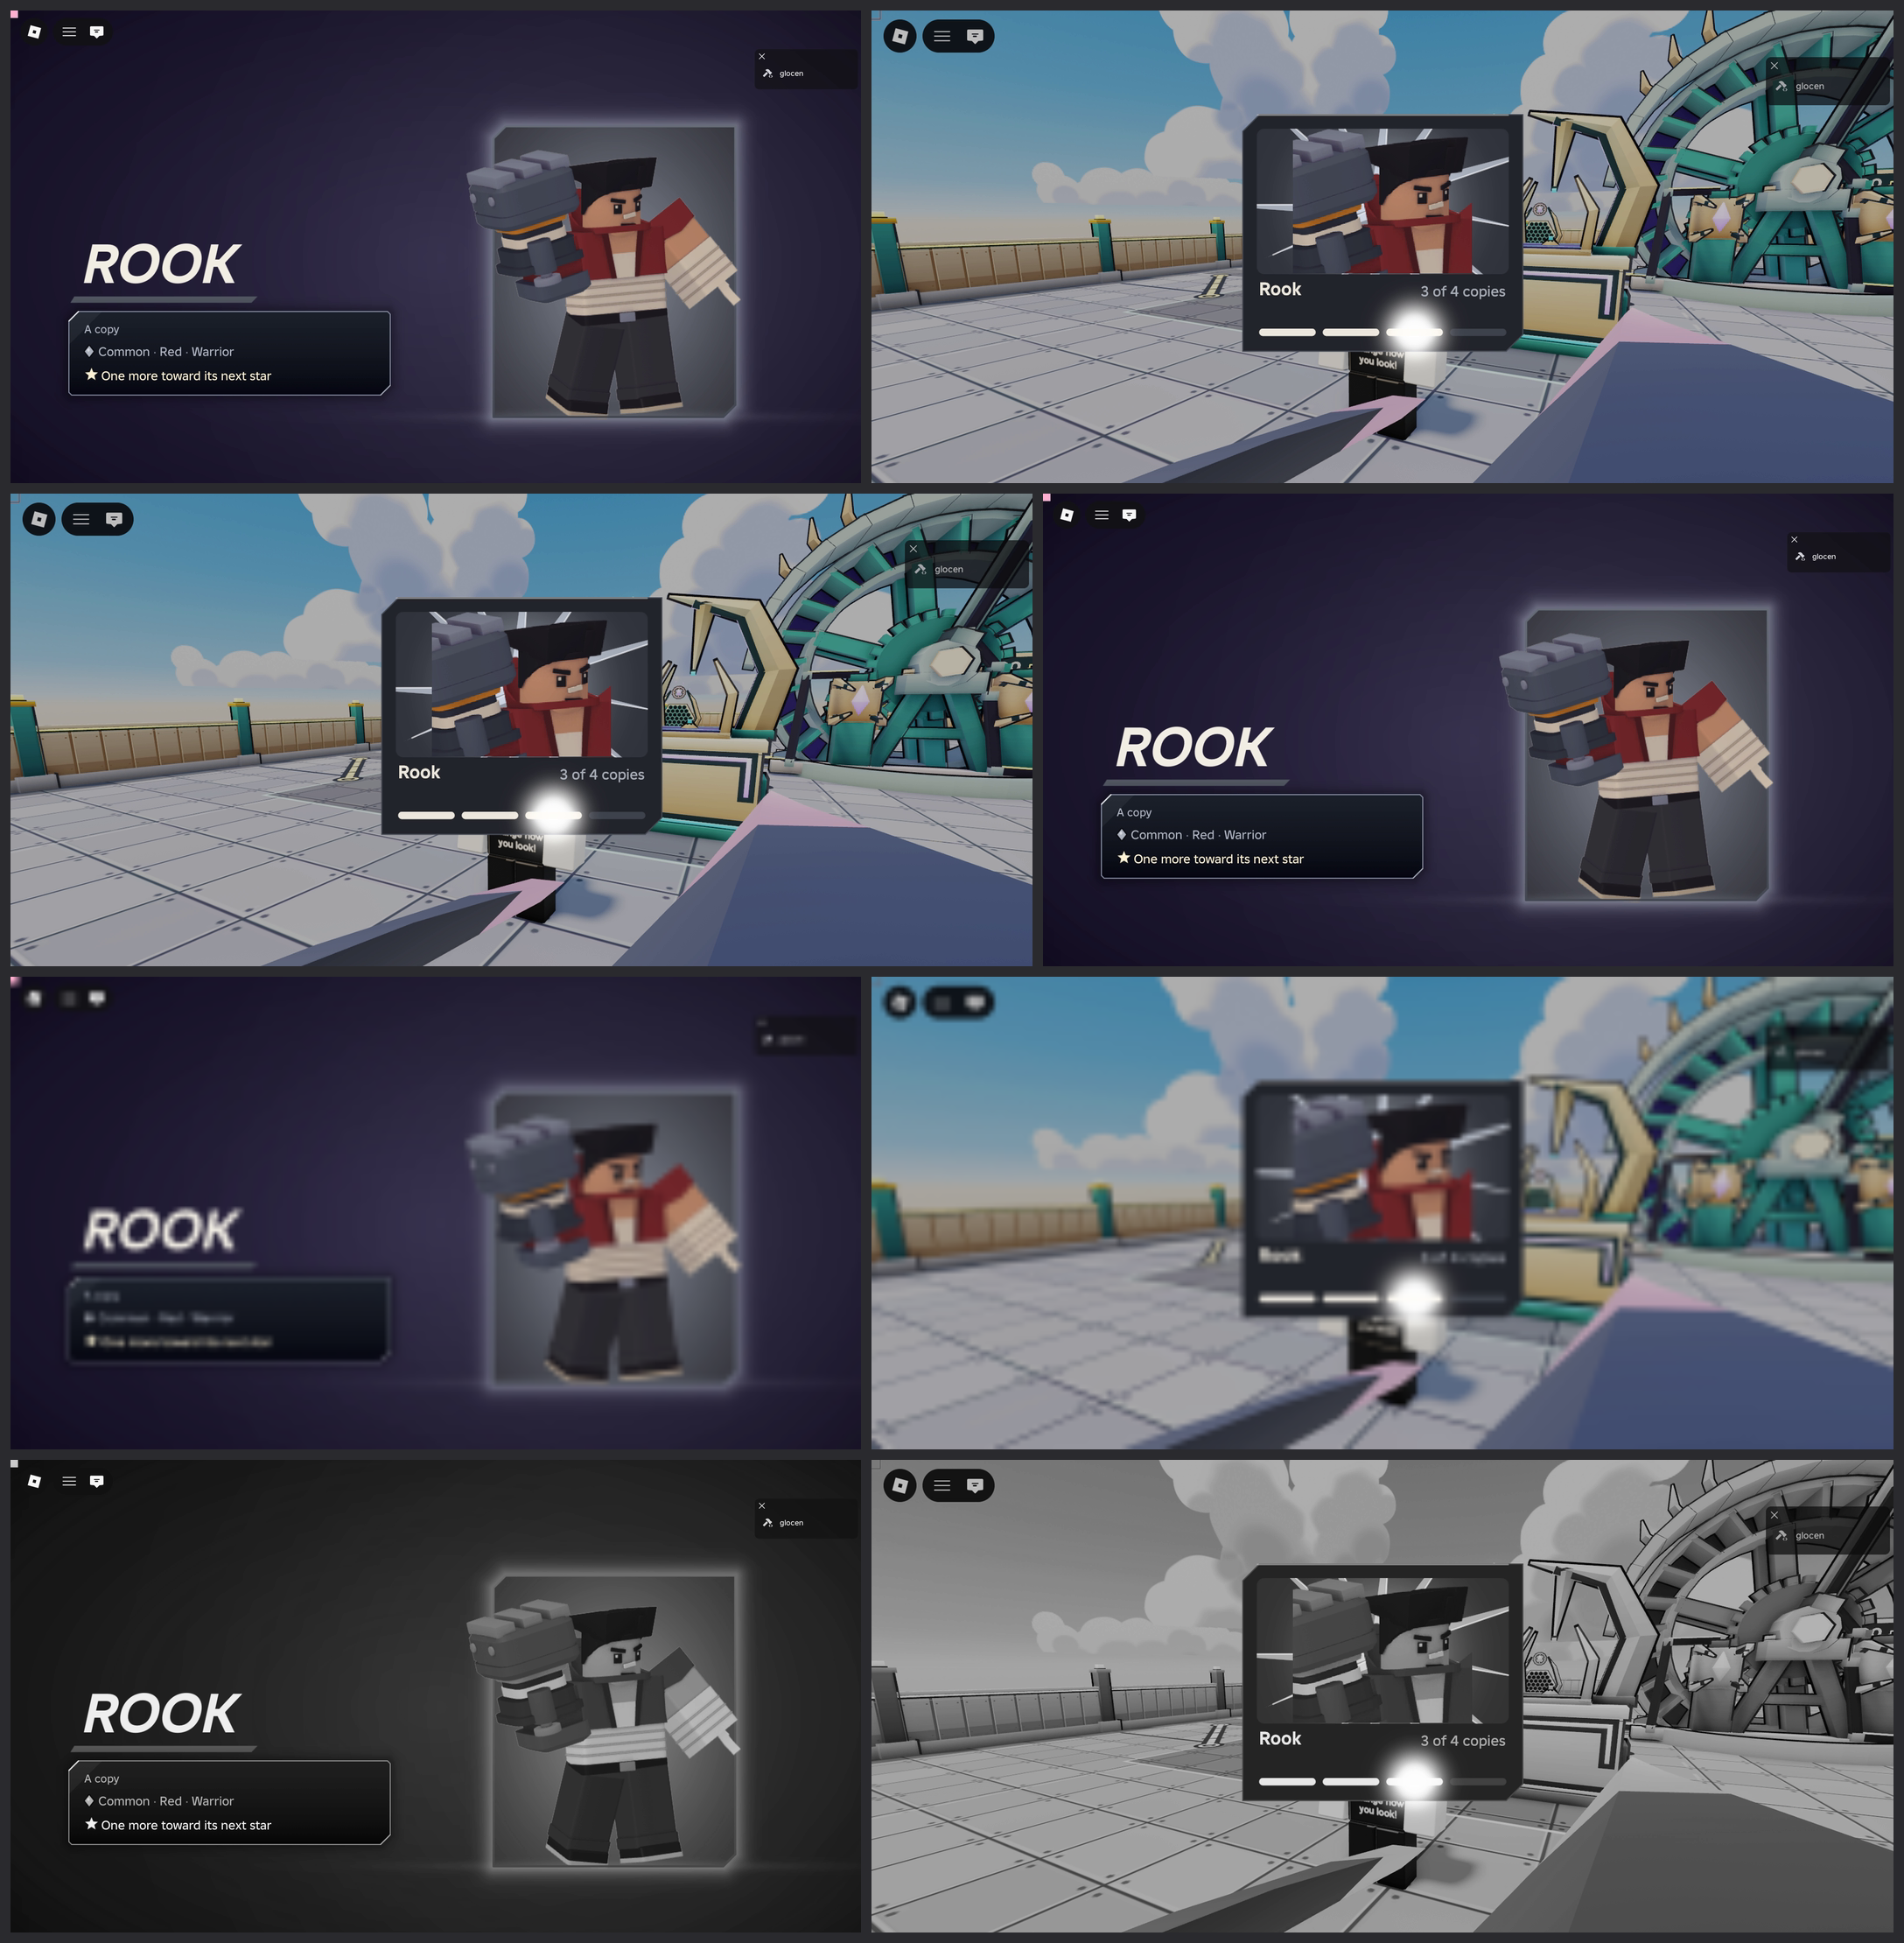 glocen
ROOK
A copy
Common · Red · Warrior
One more toward its next star
glocen
Rook
3 of 4 copies
you look!
glocen
Rook
3 of 4 copies
now
you look!
glocen
ROOK
A copy
Common · Red · Warrior
One more toward its next star
ROOK
Rook
glocen
ROOK
A copy
Common · Red · Warrior
One more toward its next star
glocen
Rook
3 of 4 copies
you look!